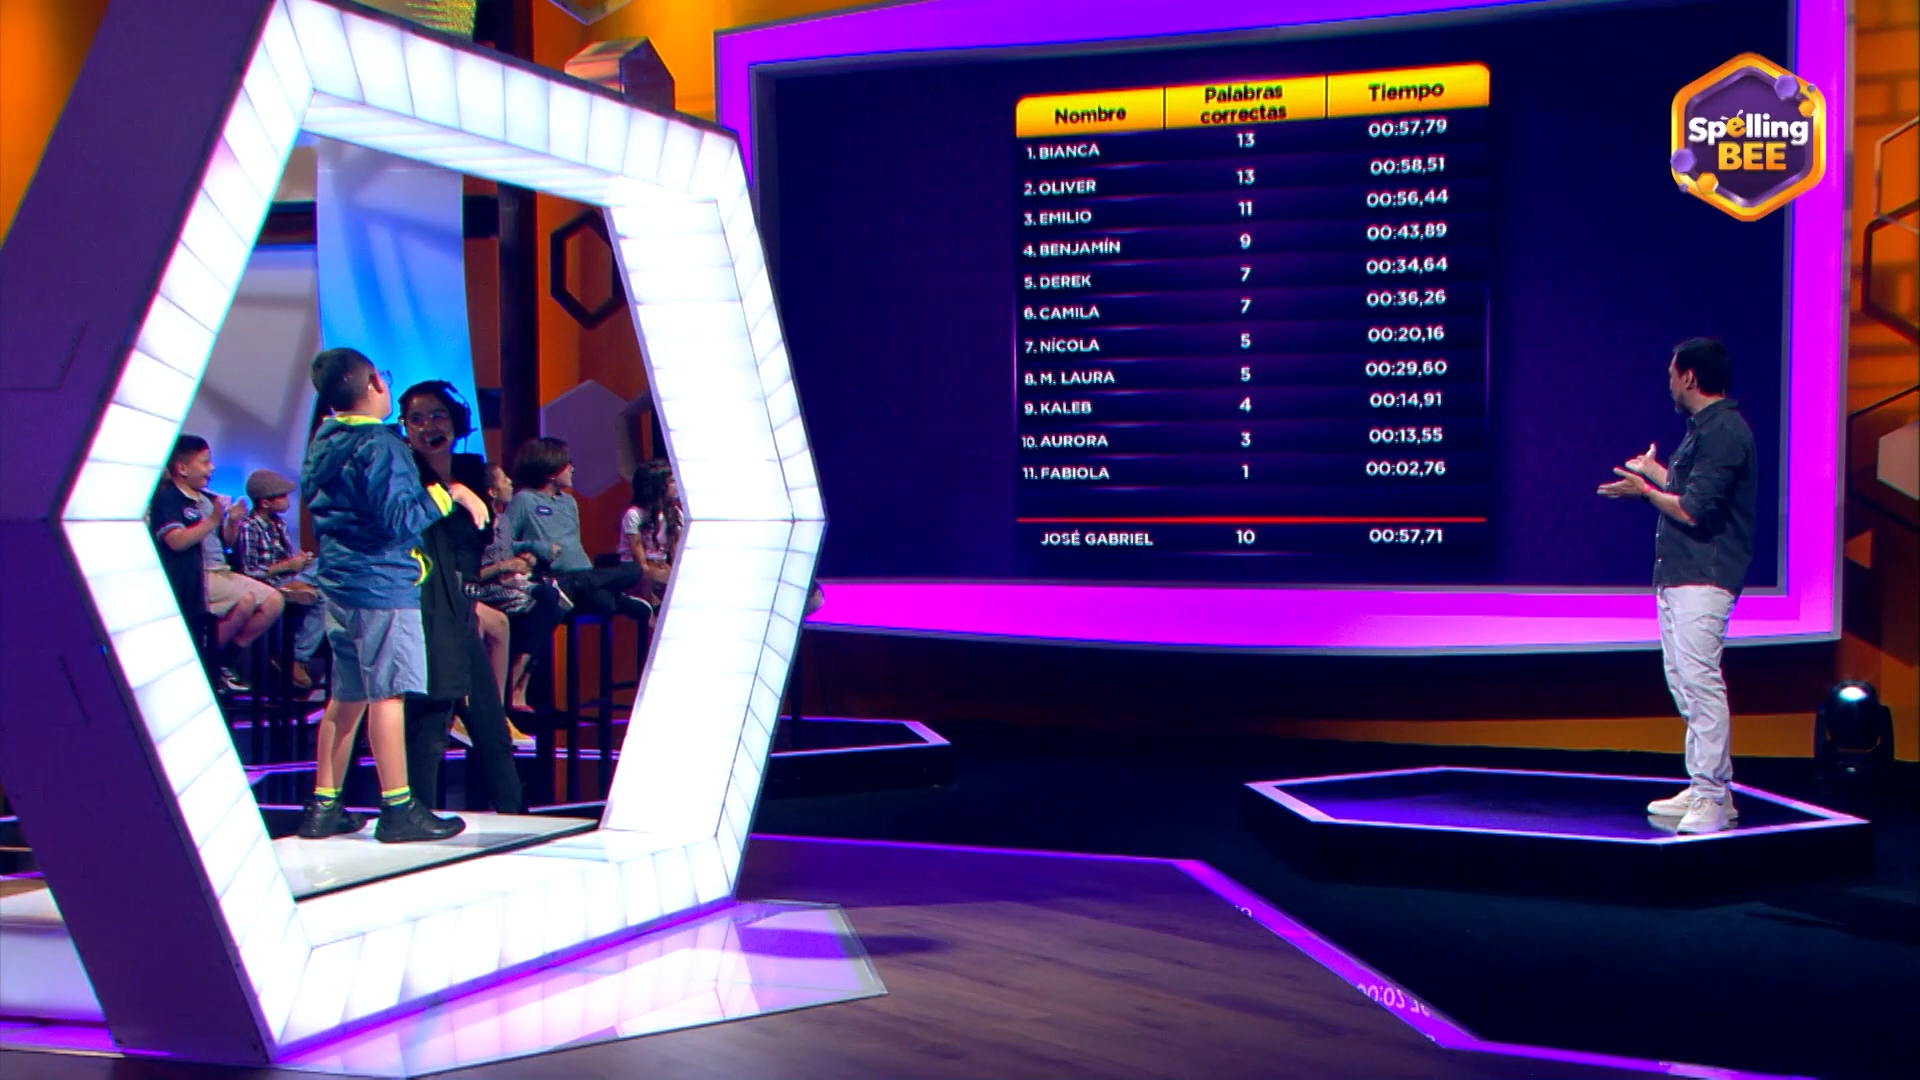 Nombre Palabras correctas Tiempo
1. BIANCA 13 00:57,79
2. OLIVER 13 00:58,51
3. EMILIO 11 00:56,44
4. BENJAMÍN 9 00:43,89
5. DEREK 7 00:34,64
6. CAMILA 7 00:36,26
7. NÍCOLA 5 00:20,16
8. M. LAURA 5 00:29,60
9. KALEB 4 00:14,91
10. AURORA 3 00:13,55
11. FABIOLA 1 00:02,76
JOSÉ GABRIEL 10 00:57,71
Spelling
BEE